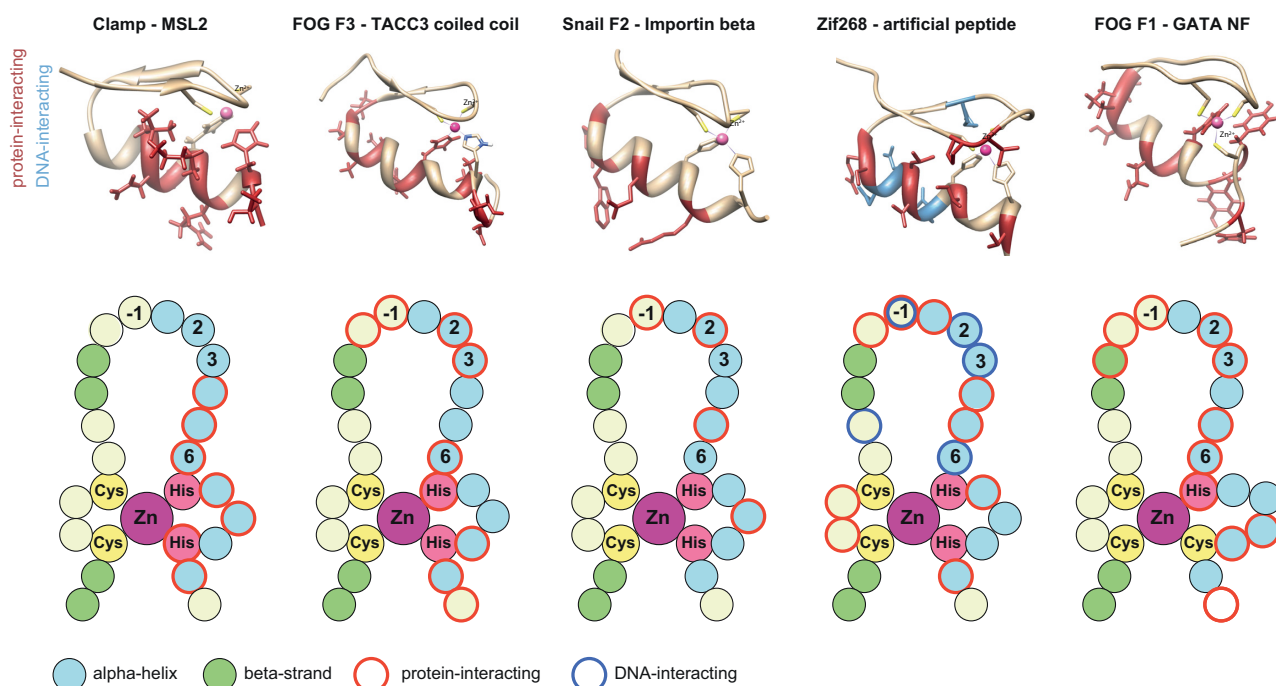 Clamp - MSL2
FOG F3 - TACC3 coiled coil
Snail F2 - Importin beta
Zif268 - artificial peptide
FOG F1 - GATA NF
protein-interacting
DNA-interacting
Zn²⁺
Zn²⁺
Zn²⁺
Zn²⁺
-1
2
3
6
Cys
His
Zn
Cys
His
-1
2
3
6
Cys
His
Zn
Cys
His
-1
2
3
6
Cys
His
Zn
Cys
His
-1
2
3
6
Cys
His
Zn
Cys
His
-1
2
3
6
Cys
His
Zn
Cys
Cys
alpha-helix
beta-strand
protein-interacting
DNA-interacting